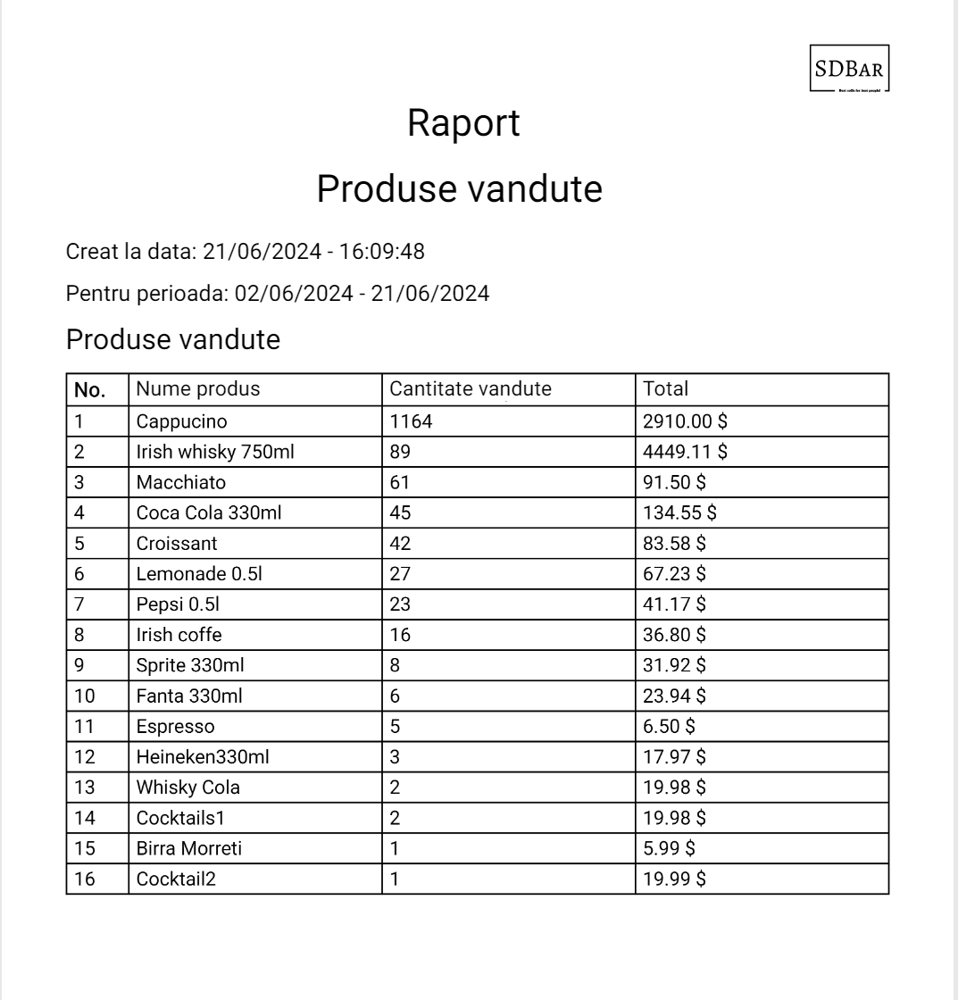 SDBAR
Best coffe for best people!
Raport
Produse vandute
Creat la data: 21/06/2024 - 16:09:48
Pentru perioada: 02/06/2024 - 21/06/2024
Produse vandute
No. Nume produs Cantitate vandute Total
1 Cappucino 1164 2910.00 $
2 Irish whisky 750ml 89 4449.11 $
3 Macchiato 61 91.50 $
4 Coca Cola 330ml 45 134.55 $
5 Croissant 42 83.58 $
6 Lemonade 0.5l 27 67.23 $
7 Pepsi 0.5l 23 41.17 $
8 Irish coffe 16 36.80 $
9 Sprite 330ml 8 31.92 $
10 Fanta 330ml 6 23.94 $
11 Espresso 5 6.50 $
12 Heineken330ml 3 17.97 $
13 Whisky Cola 2 19.98 $
14 Cocktails1 2 19.98 $
15 Birra Morreti 1 5.99 $
16 Cocktail2 1 19.99 $